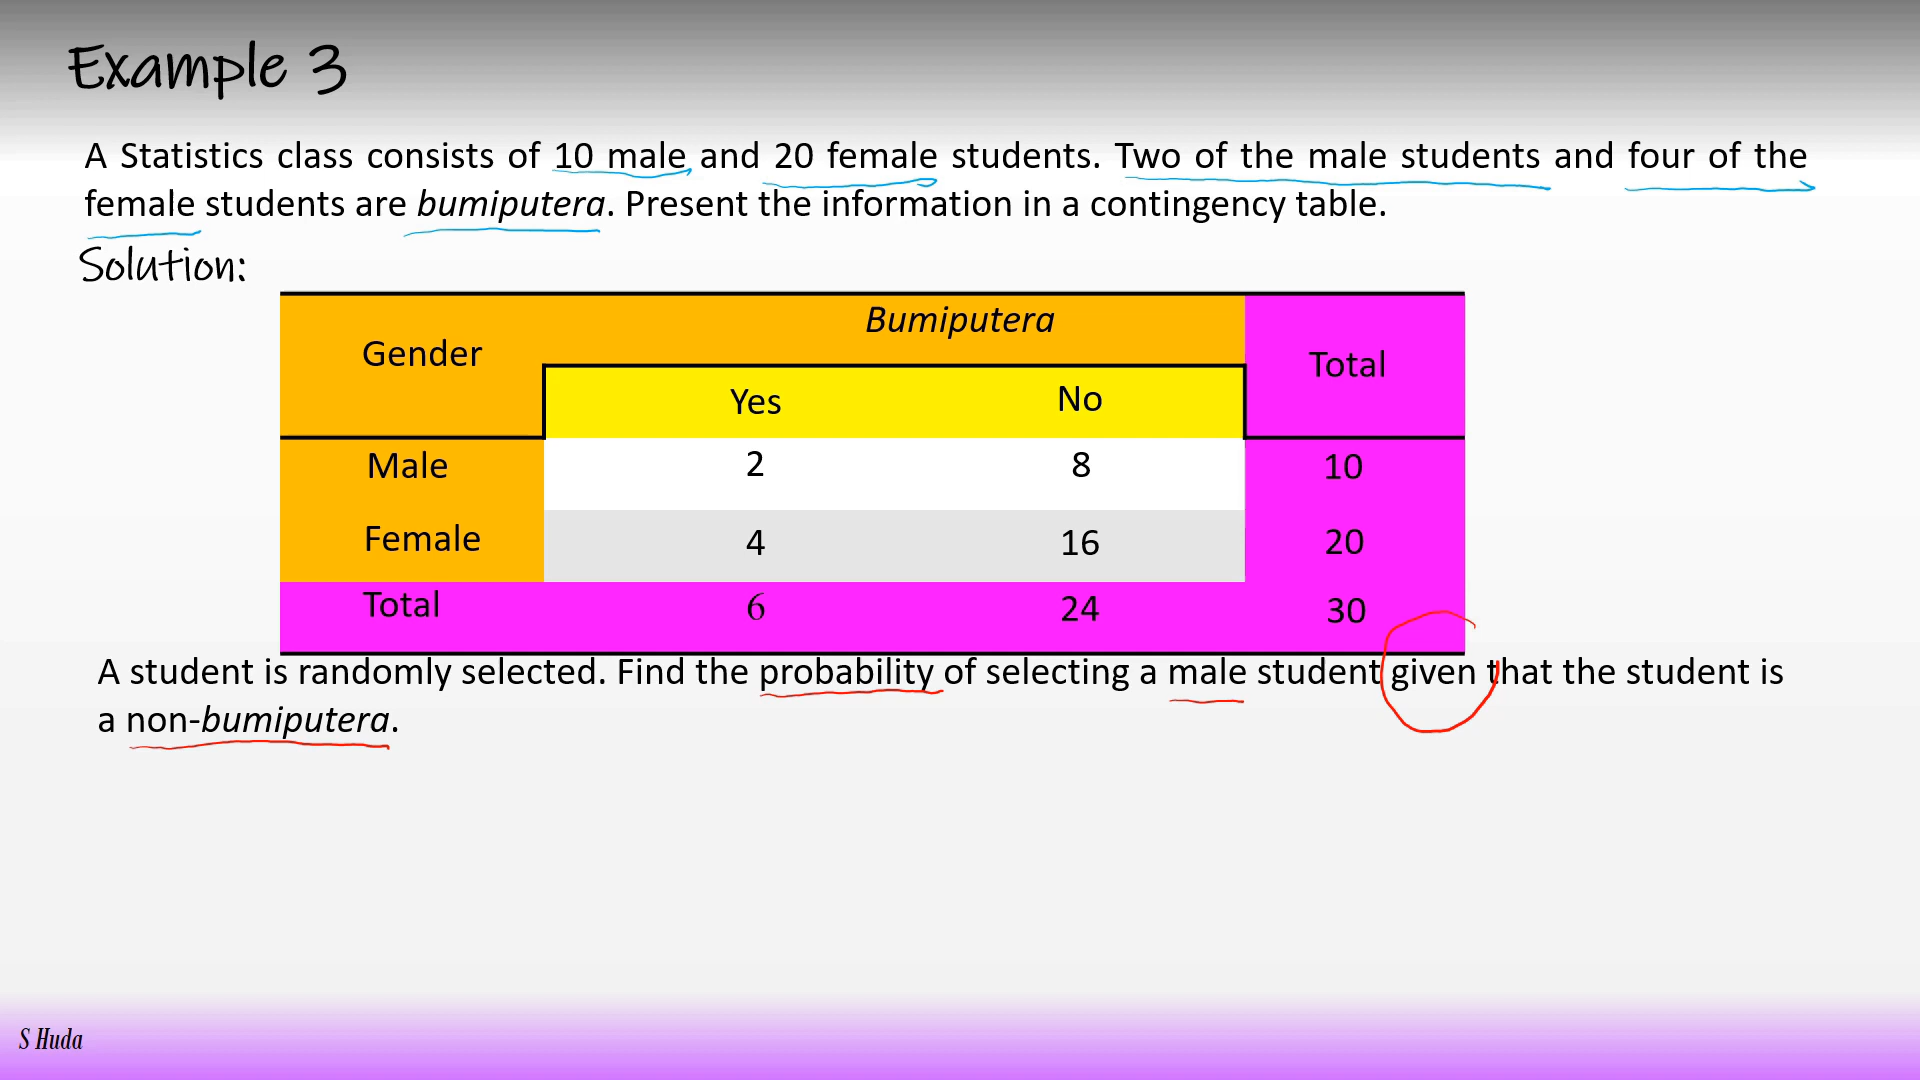 Example 3
A Statistics class consists of 10 male and 20 female students. Two of the male students and four of the
female students are bumiputera. Present the information in a contingency table.
Solution:
Gender Bumiputera Total
Yes No
Male 2 8 10
Female 4 16 20
Total 6 24 30
A student is randomly selected. Find the probability of selecting a male student given that the student is
a non-bumiputera.
S Huda